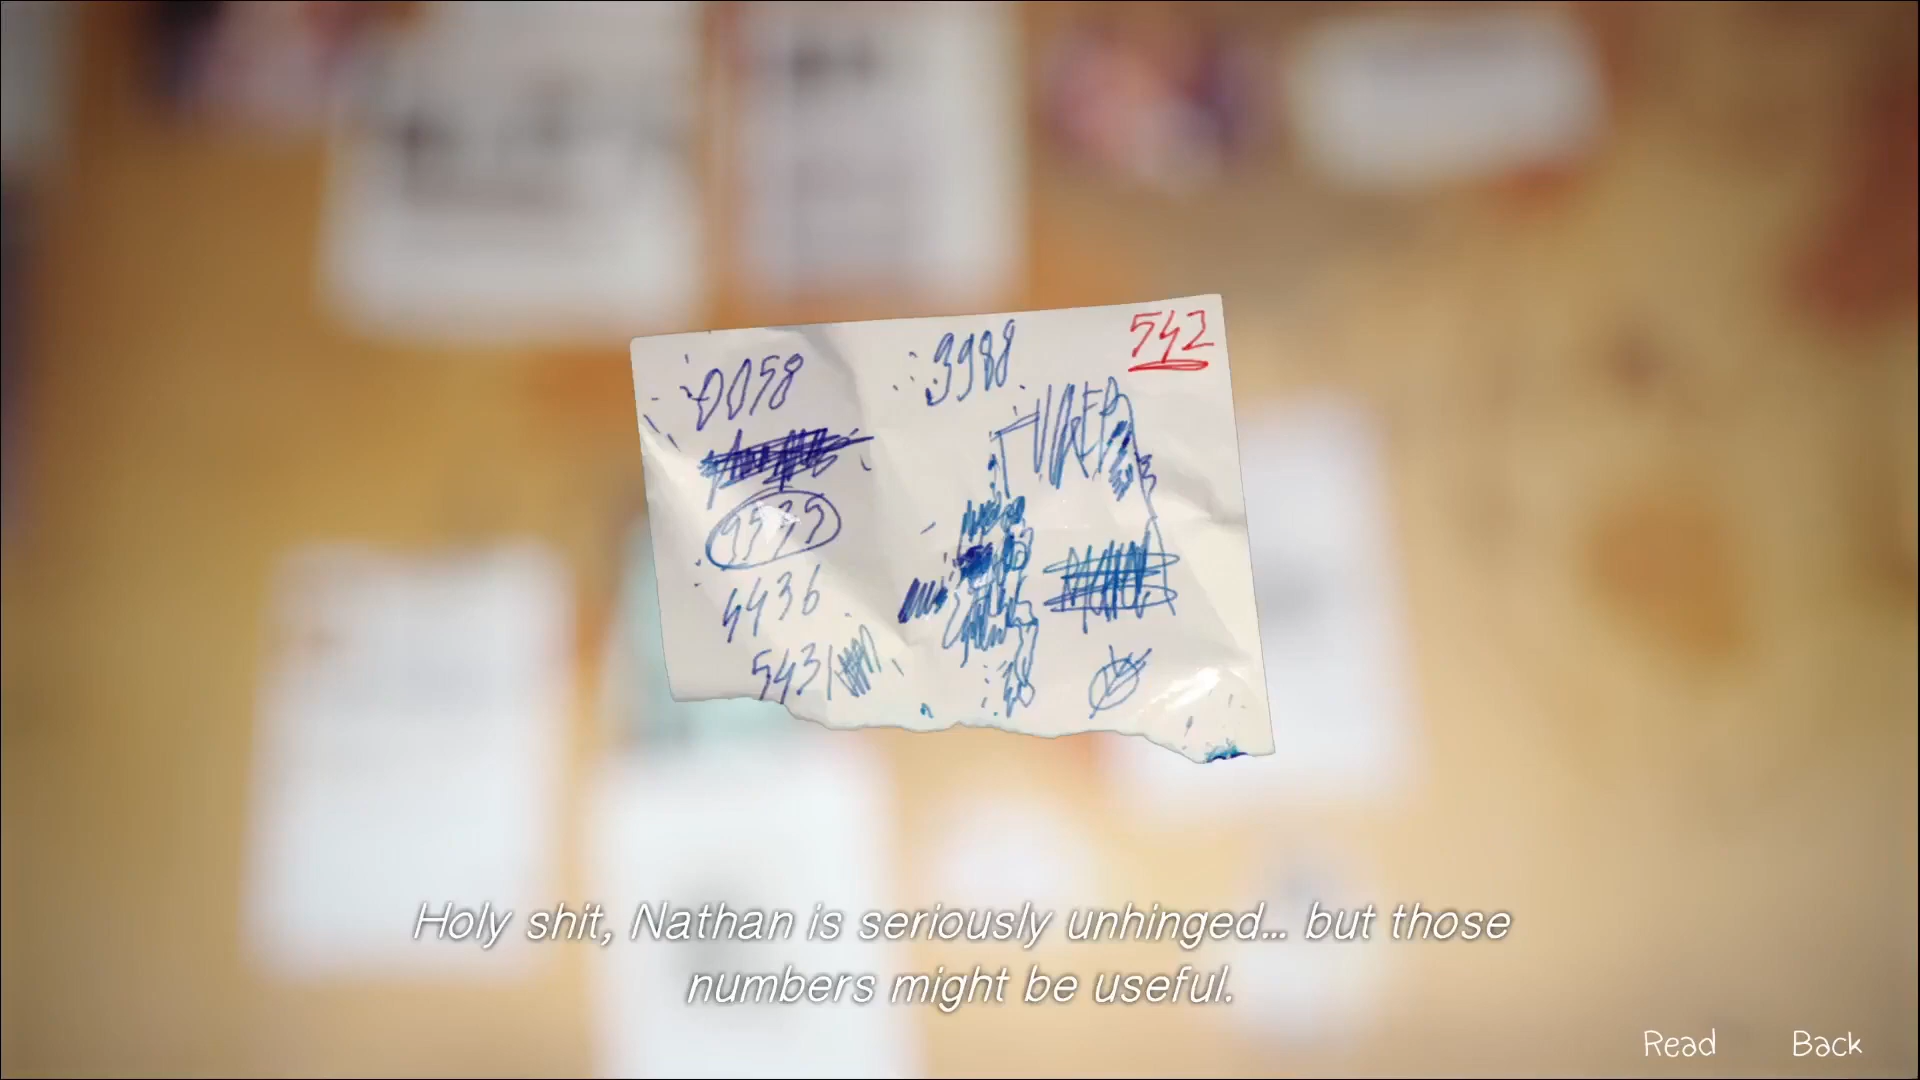 0058
3988
542
9539
5436
543
Holy shit, Nathan is seriously unhinged... but those
numbers might be useful.
Read
Back